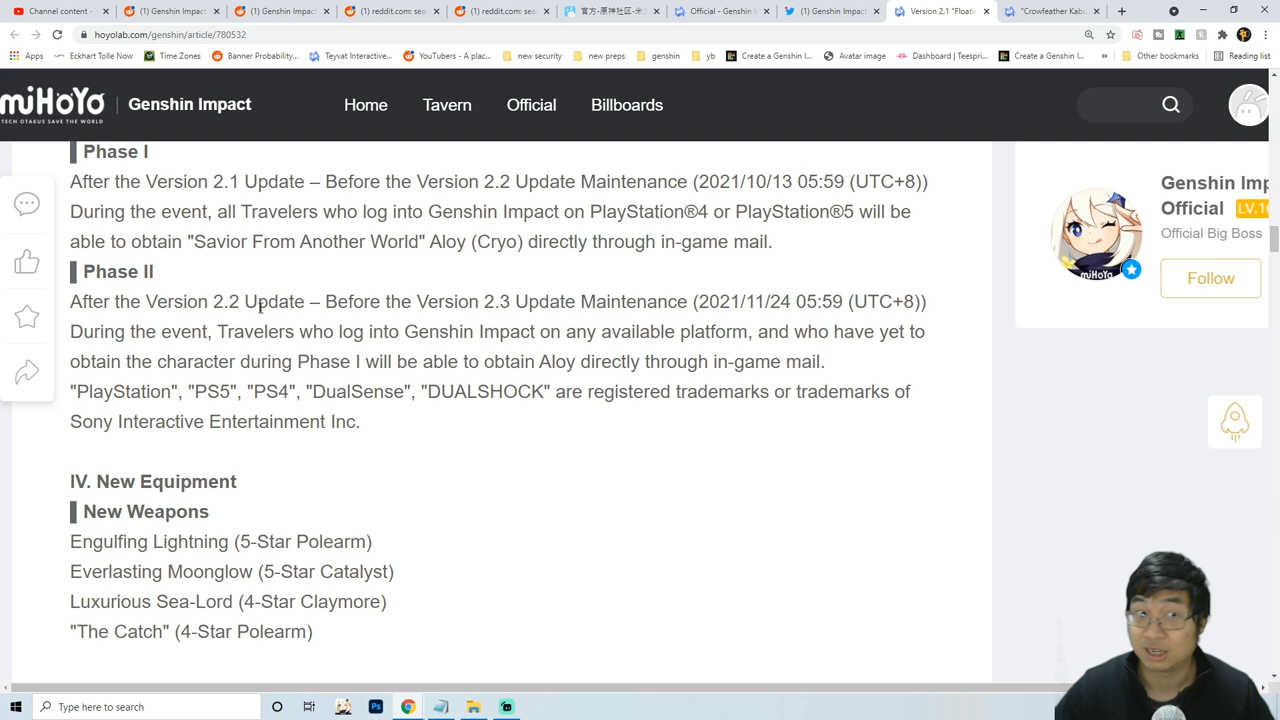 Channel content -
(1) Genshin Impact
(1) Genshin Impact
(1) reddit.com: sea
(1) reddit.com: sea
官方-原神社区-米
Official - Genshin I
(1) Genshin Impact
Version 2.1 "Floati
"Crowfeather Kabu
hoyolab.com/genshin/article/780532
Apps
Eckhart Tolle Now
Time Zones
Banner Probability...
Teyvat Interactive...
YouTubers - A plac...
new security
new preps
genshin
yb
Create a Genshin I...
Avatar image
Dashboard | Teespri...
Create a Genshin I...
»
Other bookmarks
Reading list
miHoYo
TECH OTAKUS SAVE THE WORLD
Genshin Impact
Home
Tavern
Official
Billboards
Phase I
After the Version 2.1 Update – Before the Version 2.2 Update Maintenance (2021/10/13 05:59 (UTC+8))
During the event, all Travelers who log into Genshin Impact on PlayStation®4 or PlayStation®5 will be
able to obtain "Savior From Another World" Aloy (Cryo) directly through in-game mail.
Phase II
After the Version 2.2 Update – Before the Version 2.3 Update Maintenance (2021/11/24 05:59 (UTC+8))
During the event, Travelers who log into Genshin Impact on any available platform, and who have yet to
obtain the character during Phase I will be able to obtain Aloy directly through in-game mail.
"PlayStation", "PS5", "PS4", "DualSense", "DUALSHOCK" are registered trademarks or trademarks of
Sony Interactive Entertainment Inc.
IV. New Equipment
New Weapons
Engulfing Lightning (5-Star Polearm)
Everlasting Moonglow (5-Star Catalyst)
Luxurious Sea-Lord (4-Star Claymore)
"The Catch" (4-Star Polearm)
Genshin Imp
Official LV.1
Official Big Boss
Follow
Type here to search